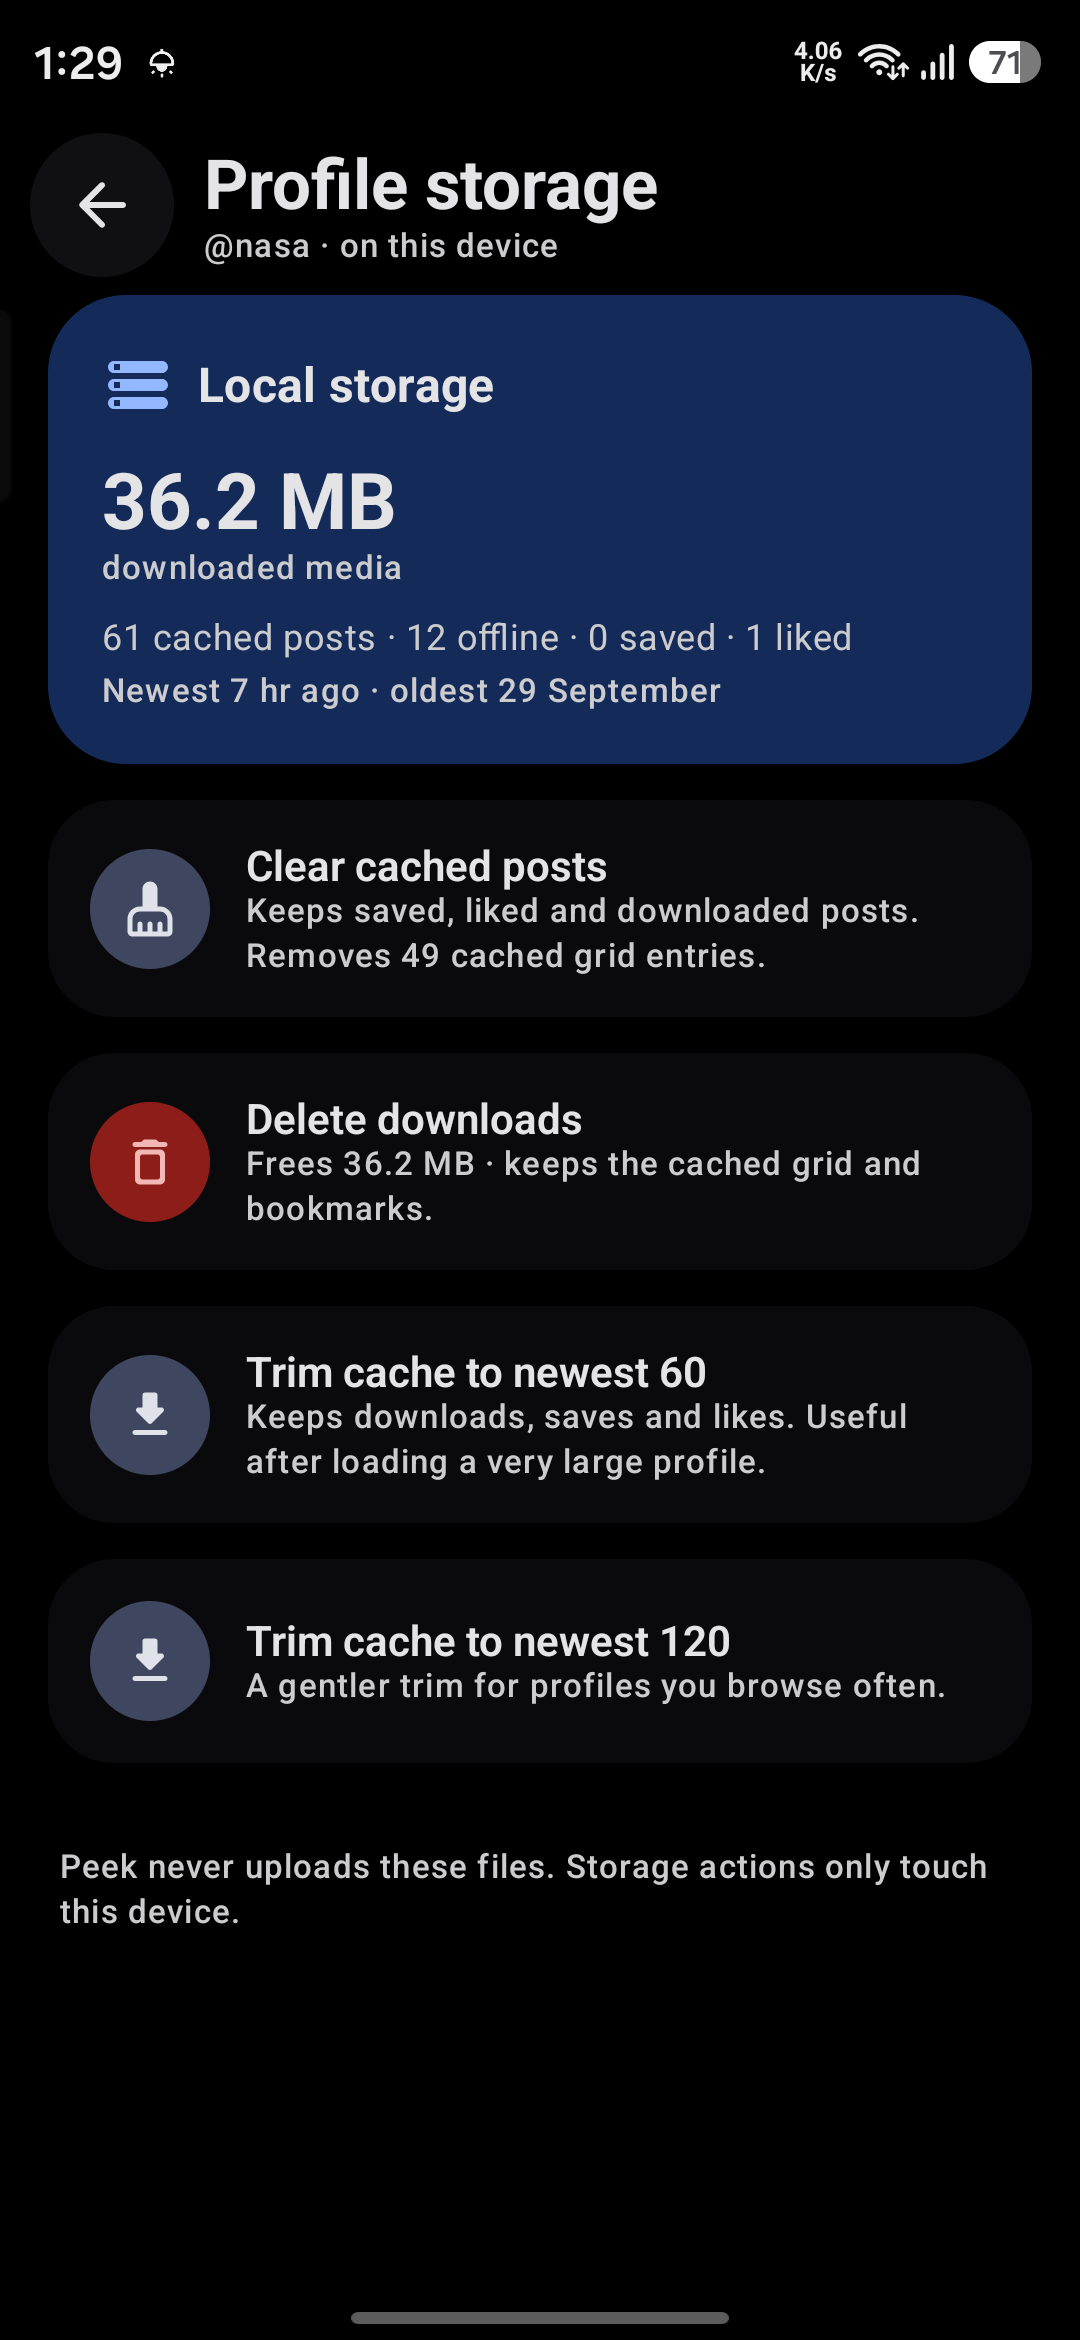 1:29
4.06
K/s
71
Profile storage
@nasa · on this device
Local storage
36.2 MB
downloaded media
61 cached posts · 12 offline · 0 saved · 1 liked
Newest 7 hr ago · oldest 29 September
Clear cached posts
Keeps saved, liked and downloaded posts.
Removes 49 cached grid entries.
Delete downloads
Frees 36.2 MB · keeps the cached grid and
bookmarks.
Trim cache to newest 60
Keeps downloads, saves and likes. Useful
after loading a very large profile.
Trim cache to newest 120
A gentler trim for profiles you browse often.
Peek never uploads these files. Storage actions only touch
this device.